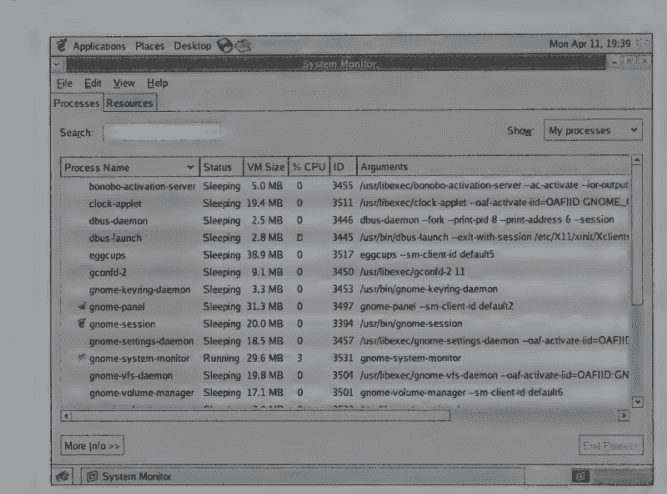 Applications Places Desktop Mon Apr 11, 19:39
System Monitor
File Edit View Help
Processes Resources
Search: Show: My processes
Process Name Status VM Size % CPU ID Arguments
bonobo-activation-server Sleeping 5.0 MB 0 3455 /usr/libexec/bonobo-activation-server --ac-activate --ior-output
clock-applet Sleeping 19.4 MB 0 3511 /usr/libexec/clock-applet --oaf-activate-iid=OAFIID:GNOME_
dbus-daemon Sleeping 2.5 MB 0 3446 dbus-daemon --fork --print-pid 8 --print-address 6 --session
dbus-launch Sleeping 2.8 MB 0 3445 /usr/bin/dbus-launch --exit-with-session /etc/X11/xinit/Xclients
eggcups Sleeping 38.9 MB 0 3517 eggcups --sm-client-id default5
gconfd-2 Sleeping 9.1 MB 0 3450 /usr/libexec/gconfd-2 11
gnome-keyring-daemon Sleeping 3.3 MB 0 3453 /usr/bin/gnome-keyring-daemon
gnome-panel Sleeping 31.3 MB 0 3497 gnome-panel --sm-client-id default2
gnome-session Sleeping 20.0 MB 0 3394 /usr/bin/gnome-session
gnome-settings-daemon Sleeping 18.5 MB 0 3457 /usr/libexec/gnome-settings-daemon --oaf-activate-iid=OAFIID
gnome-system-monitor Running 29.6 MB 3 3531 gnome-system-monitor
gnome-vfs-daemon Sleeping 19.8 MB 0 3504 /usr/libexec/gnome-vfs-daemon --oaf-activate-iid=OAFIID:GN
gnome-volume-manager Sleeping 17.1 MB 0 3501 gnome-volume-manager --sm-client-id default6
More Info >> End Process
System Monitor